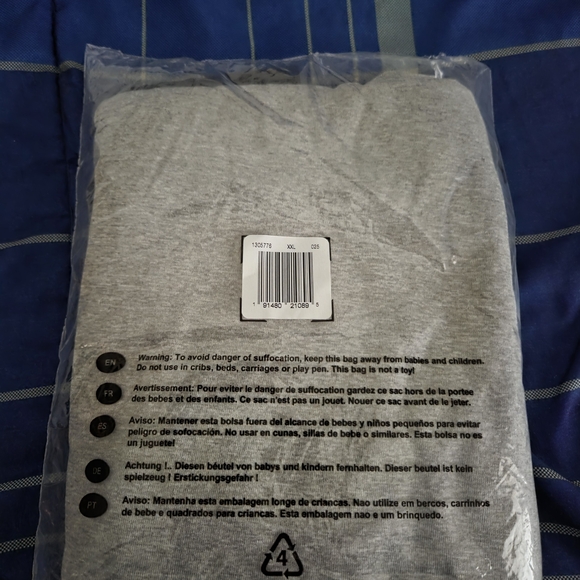 1305778 XXL 025
1 91480 21089 5
EN
Warning: To avoid danger of suffocation, keep this bag away from babies and children.
Do not use in cribs, beds, carriages or play pen. This bag is not a toy!
FR
Avertissement: Pour eviter le danger de suffocation gardez ce sac hors de la portee
des bebes et des enfants. Ce sac n'est pas un jouet. Nouer ce sac avant de le jeter.
ES
Aviso: Mantener esta bolsa fuera del alcance de bebes y niños pequeños para evitar
peligro de sofocación. No usar en cunas, sillas de bebe o similares. Esta bolsa no es
un juguete!
DE
Achtung !.. Diesen béutel von babys und kindern fernhalten. Dieser beutel ist kein
spielzeug ! Erstickungsgefahr !
PT
Aviso: Mantenha esta embalagem longe de criancas. Nao utilize em bercos, carrinhos
de bebe e quadrados para criancas. Esta embalagem nao e um brinquedo.
4